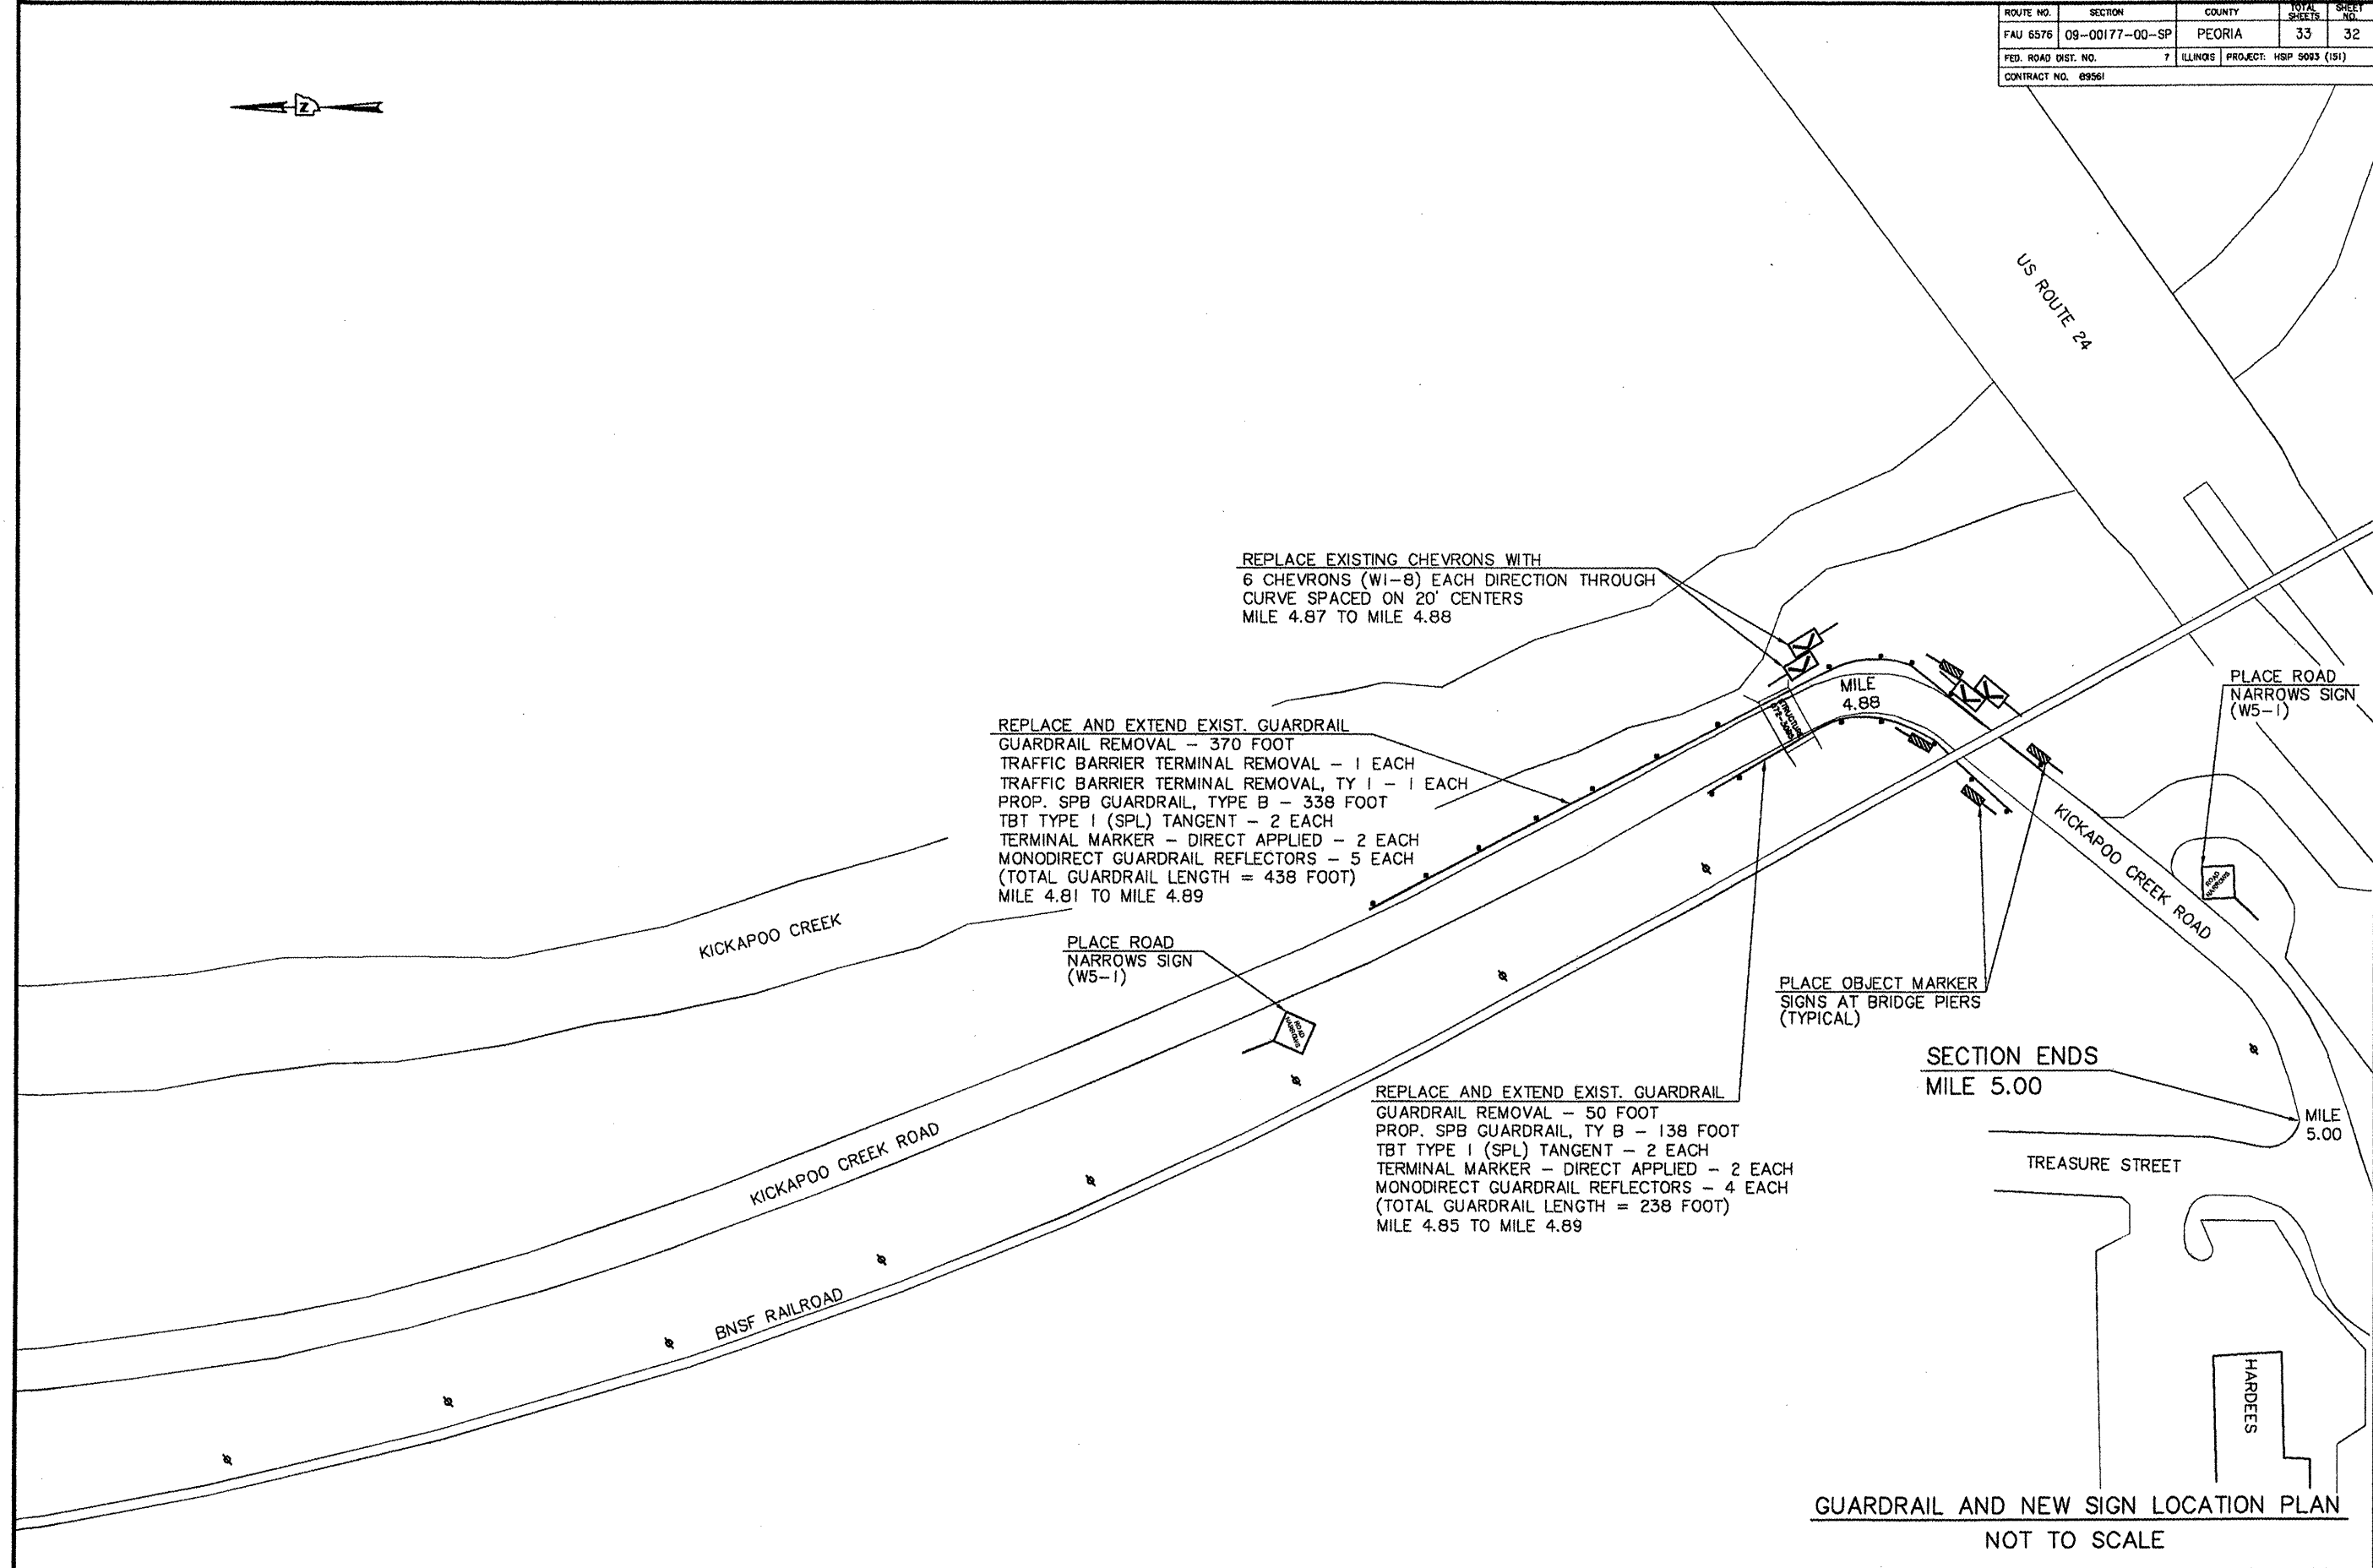 ROUTE NO. SECTION COUNTY TOTAL SHEETS SHEET NO.
FAU 6576 09-00177-00-SP PEORIA 33 32
FED. ROAD DIST. NO. 7 ILLINOIS PROJECT: HSIP 5093 (151)
CONTRACT NO. 89561
Z
US ROUTE 24
REPLACE EXISTING CHEVRONS WITH
6 CHEVRONS (W1-8) EACH DIRECTION THROUGH
CURVE SPACED ON 20' CENTERS
MILE 4.87 TO MILE 4.88
MILE
4.88
PLACE ROAD
NARROWS SIGN
(W5-1)
REPLACE AND EXTEND EXIST. GUARDRAIL
GUARDRAIL REMOVAL - 370 FOOT
TRAFFIC BARRIER TERMINAL REMOVAL - 1 EACH
TRAFFIC BARRIER TERMINAL REMOVAL, TY 1 - 1 EACH
PROP. SPB GUARDRAIL, TYPE B - 338 FOOT
TBT TYPE 1 (SPL) TANGENT - 2 EACH
TERMINAL MARKER - DIRECT APPLIED - 2 EACH
MONODIRECT GUARDRAIL REFLECTORS - 5 EACH
(TOTAL GUARDRAIL LENGTH = 438 FOOT)
MILE 4.81 TO MILE 4.89
STRUCTURE
KICKAPOO CREEK ROAD
ROAD
NARROWS
KICKAPOO CREEK
PLACE ROAD
NARROWS SIGN
(W5-1)
ROAD
NARROWS
PLACE OBJECT MARKER
SIGNS AT BRIDGE PIERS
(TYPICAL)
SECTION ENDS
MILE 5.00
REPLACE AND EXTEND EXIST. GUARDRAIL
GUARDRAIL REMOVAL - 50 FOOT
PROP. SPB GUARDRAIL, TY B - 138 FOOT
TBT TYPE 1 (SPL) TANGENT - 2 EACH
TERMINAL MARKER - DIRECT APPLIED - 2 EACH
MONODIRECT GUARDRAIL REFLECTORS - 4 EACH
(TOTAL GUARDRAIL LENGTH = 238 FOOT)
MILE 4.85 TO MILE 4.89
MILE
5.00
TREASURE STREET
KICKAPOO CREEK ROAD
BNSF RAILROAD
HARDEES
GUARDRAIL AND NEW SIGN LOCATION PLAN
NOT TO SCALE